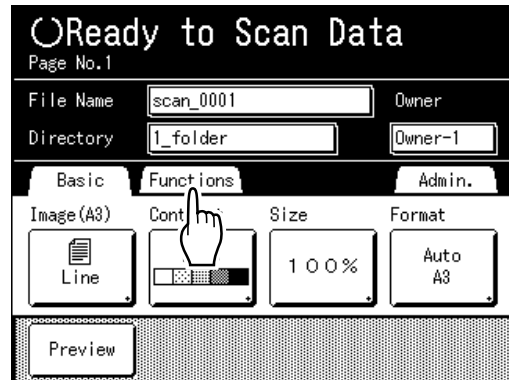 Ready to Scan Data
Page No.1
File Name scan_0001 Owner
Directory 1_folder Owner-1
Basic Functions Admin.
Image(A3) Size Format
Line 100% Auto
A3
Preview